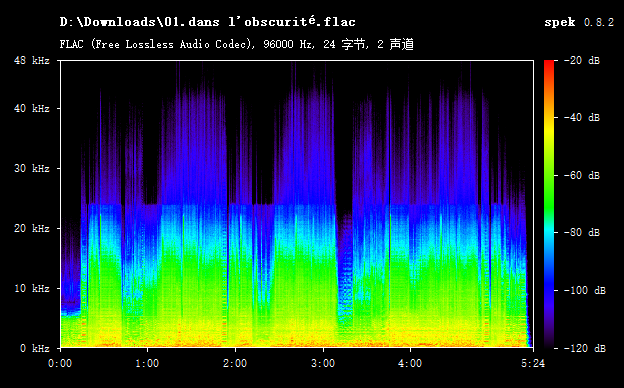 D:\Downloads\01.dans l'obscurité.flac
spek 0.8.2
FLAC (Free Lossless Audio Codec), 96000 Hz, 24 字节, 2 声道
48 kHz
40 kHz
30 kHz
20 kHz
10 kHz
0 kHz
0:00 1:00 2:00 3:00 4:00 5:24
-20 dB
-40 dB
-60 dB
-80 dB
-100 dB
-120 dB